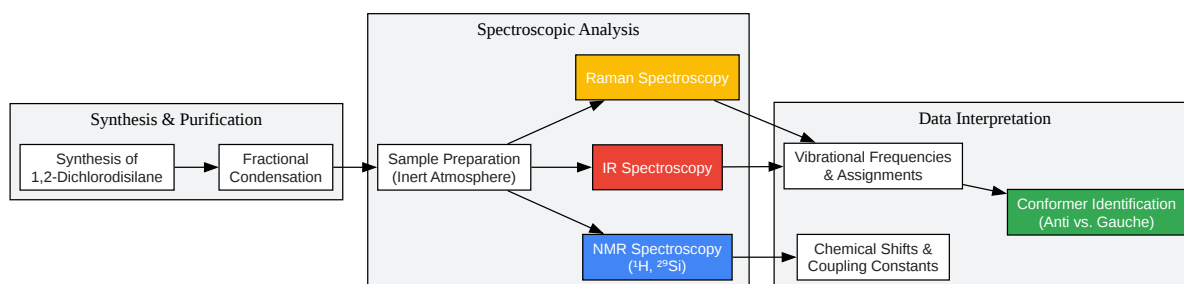 Synthesis & Purification
Synthesis of
1,2-Dichlorodisilane
Fractional
Condensation
Spectroscopic Analysis
Sample Preparation
(Inert Atmosphere)
Raman Spectroscopy
IR Spectroscopy
NMR Spectroscopy
(¹H, ²⁹Si)
Data Interpretation
Vibrational Frequencies
& Assignments
Chemical Shifts &
Coupling Constants
Conformer Identification
(Anti vs. Gauche)